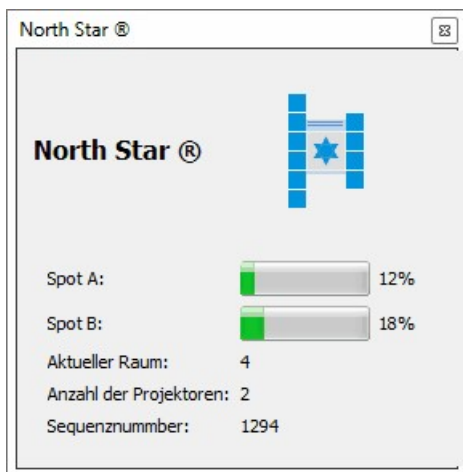 North Star ®
North Star ®
Spot A: 12%
Spot B: 18%
Aktueller Raum: 4
Anzahl der Projektoren: 2
Sequenznummber: 1294